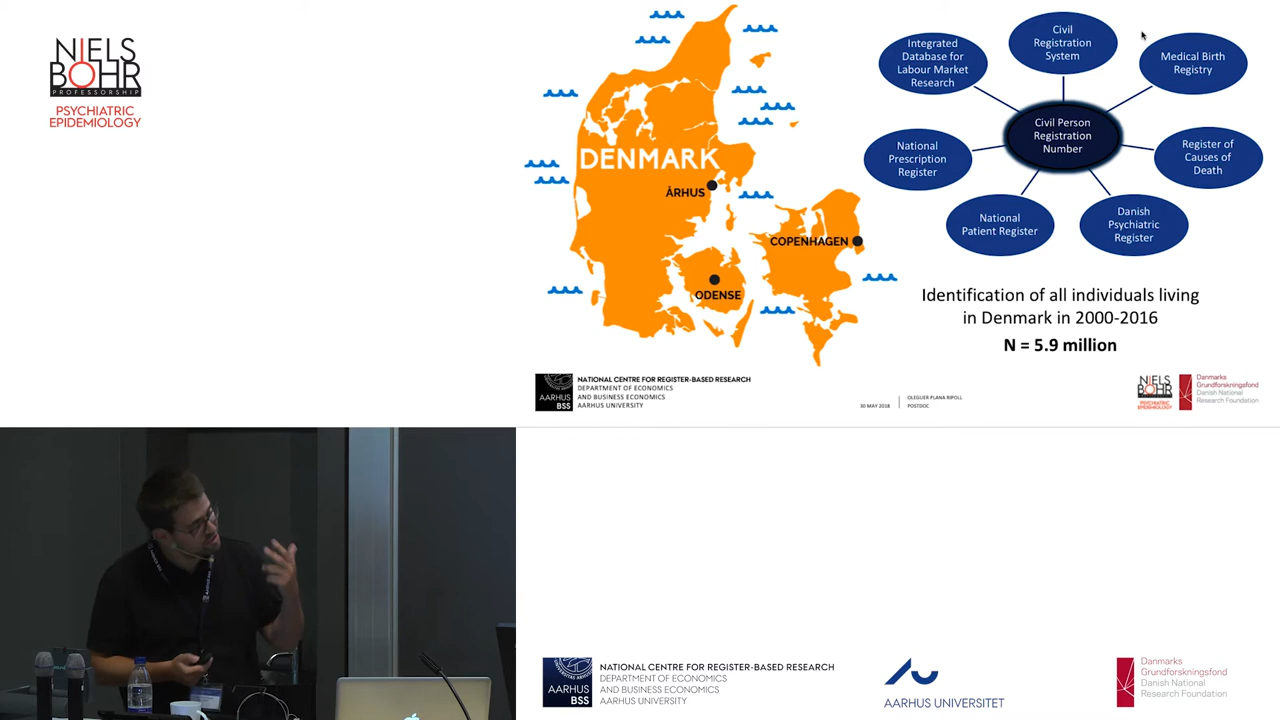 NIELS
BOHR
PROFESSORSHIP
PSYCHIATRIC
EPIDEMIOLOGY
DENMARK
ÅRHUS
COPENHAGEN
ODENSE
Civil
Registration
System
Integrated
Database for
Labour Market
Research
Medical Birth
Registry
Civil Person
Registration
Number
National
Prescription
Register
Register of
Causes of
Death
National
Patient Register
Danish
Psychiatric
Register
Identification of all individuals living
in Denmark in 2000-2016
N = 5.9 million
AARHUS
BSS
NATIONAL CENTRE FOR REGISTER-BASED RESEARCH
DEPARTMENT OF ECONOMICS
AND BUSINESS ECONOMICS
AARHUS UNIVERSITY
30 MAY 2018
OLEGUER PLANA RIPOLL
POSTDOC
NIELS
BOHR
PSYCHIATRIC
EPIDEMIOLOGY
Danmarks
Grundforskningsfond
Danish National
Research Foundation
AARHUS
BSS
NATIONAL CENTRE FOR REGISTER-BASED RESEARCH
DEPARTMENT OF ECONOMICS
AND BUSINESS ECONOMICS
AARHUS UNIVERSITY
AARHUS UNIVERSITET
Danmarks
Grundforskningsfond
Danish National
Research Foundation